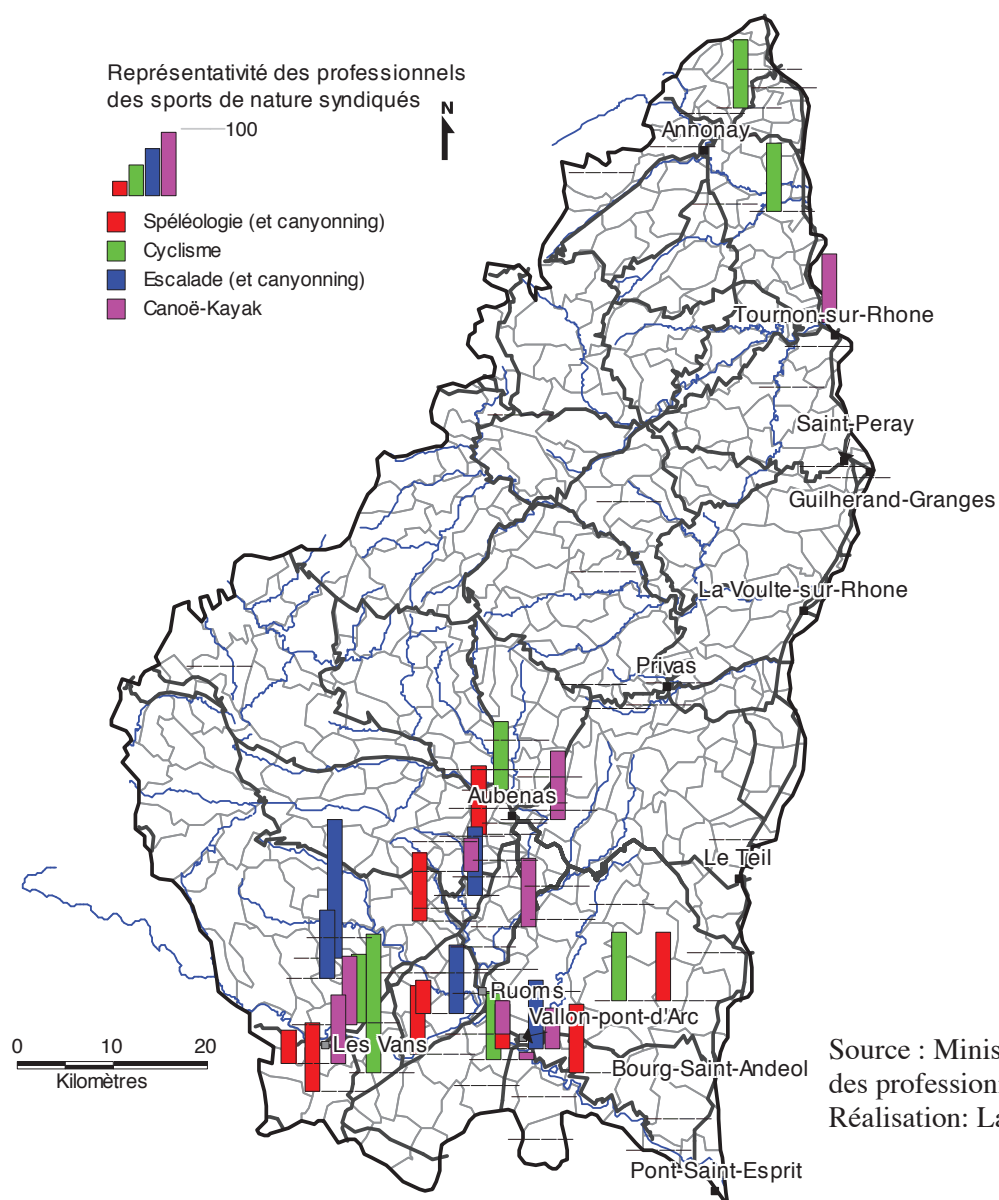 Représentativité des professionnels
des sports de nature syndiqués
100
N
Spéléologie (et canyonning)
Cyclisme
Escalade (et canyonning)
Canoë-Kayak
Annonay
Tournon-sur-Rhone
Saint-Peray
Guilherand-Granges
La Voulte-sur-Rhone
Privas
Aubenas
Le Teil
Ruoms
Vallon-pont-d'Arc
Les Vans
Bourg-Saint-Andeol
Pont-Saint-Esprit
0 10 20
Kilomètres
Source : Minis
des profession
Réalisation: La